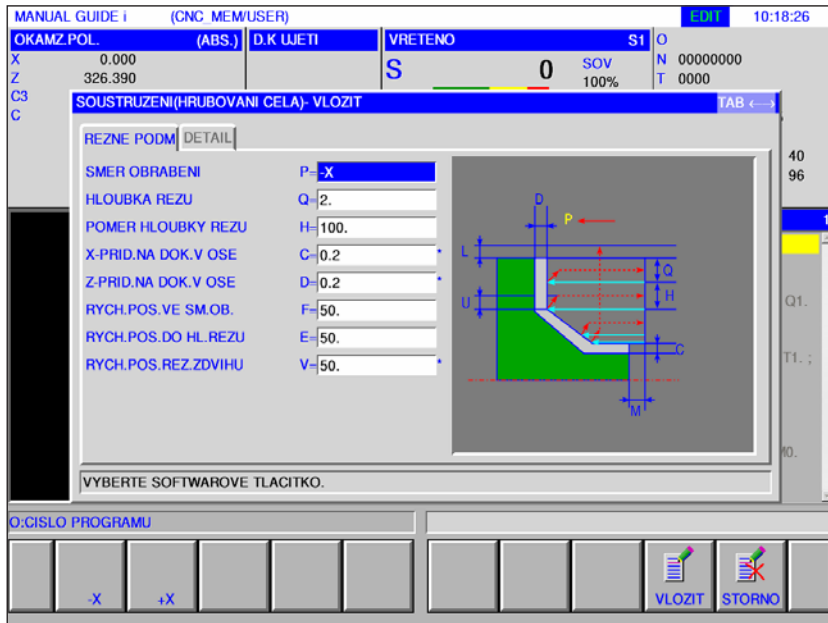 MANUAL GUIDE i (CNC_MEM/USER) EDIT 10:18:26
OKAMZ.POL. (ABS.) D.K UJETI VRETENO S1 O
X 0.000 S 0 SOV N 00000000
Z 326.390 100% T 0000
C3
C
SOUSTRUZENI(HRUBOVANI CELA)- VLOZIT TAB ←→
REZNE PODM DETAIL
40
96
SMER OBRABENI P=-X
HLOUBKA REZU Q=2.
POMER HLOUBKY REZU H=100.
X-PRID.NA DOK.V OSE C=0.2 *
Z-PRID.NA DOK.V OSE D=0.2 *
RYCH.POS.VE SM.OB. F=50.
RYCH.POS.DO HL.REZU E=50.
RYCH.POS.REZ.ZDVIHU V=50. *
D
P
L
Q
U
H
C
M
1
Q1.
T1. ;
M0.
VYBERTE SOFTWAROVE TLACITKO.
O:CISLO PROGRAMU
-X +X VLOZIT STORNO